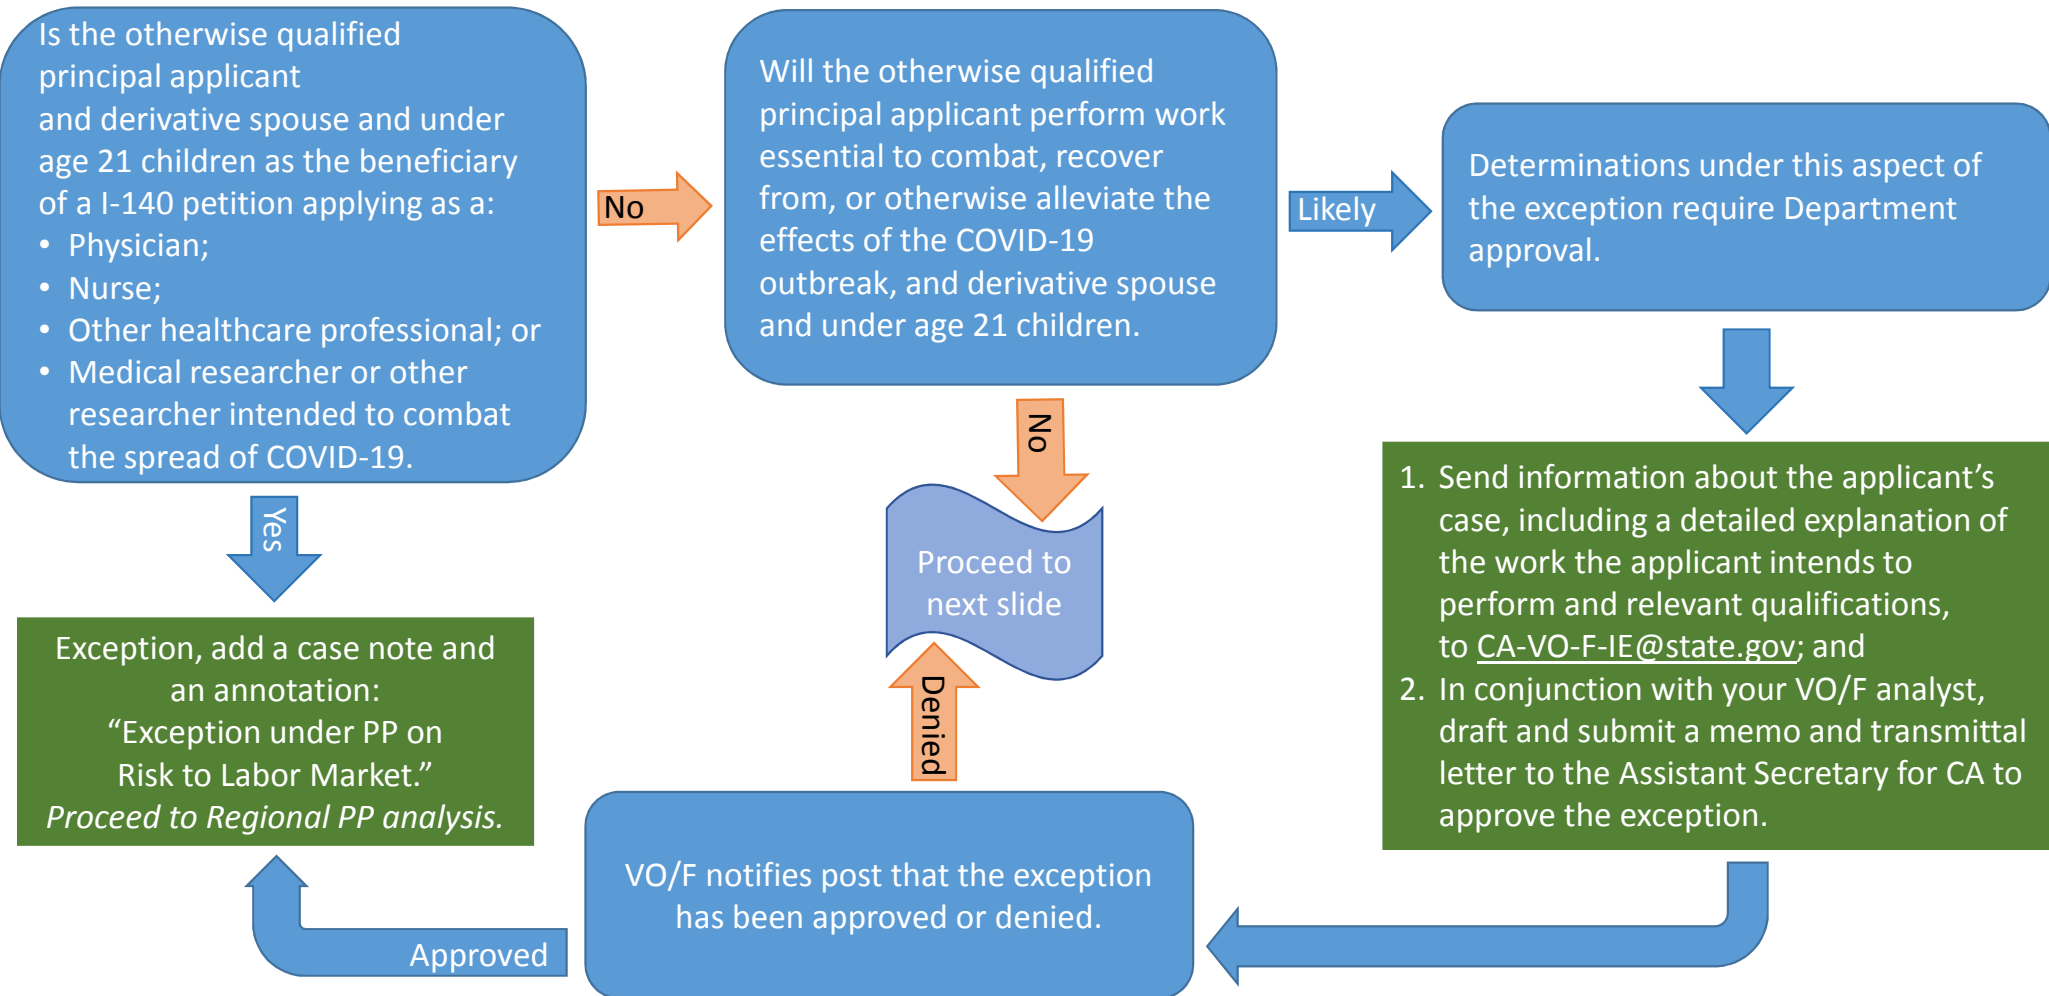 Is the otherwise qualified
principal applicant
and derivative spouse and under
age 21 children as the beneficiary
of a I-140 petition applying as a:
• Physician;
• Nurse;
• Other healthcare professional; or
• Medical researcher or other
researcher intended to combat
the spread of COVID-19.
No
Will the otherwise qualified
principal applicant perform work
essential to combat, recover
from, or otherwise alleviate the
effects of the COVID-19
outbreak, and derivative spouse
and under age 21 children.
Likely
Determinations under this aspect of
the exception require Department
approval.
Yes
No
Proceed to
next slide
Exception, add a case note and
an annotation:
“Exception under PP on
Risk to Labor Market.”
Proceed to Regional PP analysis.
1. Send information about the applicant’s
case, including a detailed explanation of
the work the applicant intends to
perform and relevant qualifications,
to CA-VO-F-IE@state.gov; and
2. In conjunction with your VO/F analyst,
draft and submit a memo and transmittal
letter to the Assistant Secretary for CA to
approve the exception.
Denied
VO/F notifies post that the exception
has been approved or denied.
Approved